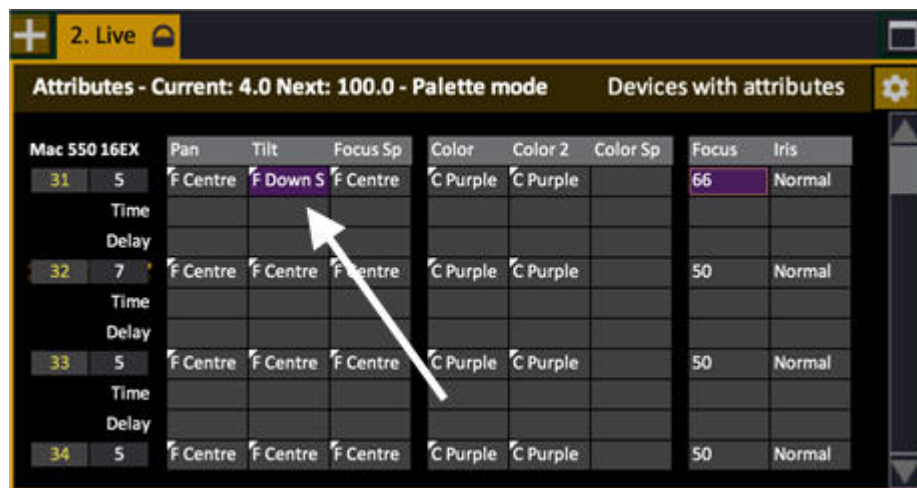 2. Live
Attributes - Current: 4.0 Next: 100.0 - Palette mode Devices with attributes
Mac 550 16EX Pan Tilt Focus Sp Color Color 2 Color Sp Focus Iris
31 5 F Centre F Down S F Centre C Purple C Purple 66 Normal
Time
Delay
32 7 F Centre F Centre F Centre C Purple C Purple 50 Normal
Time
Delay
33 5 F Centre F Centre F Centre C Purple C Purple 50 Normal
Time
Delay
34 5 F Centre F Centre F Centre C Purple C Purple 50 Normal